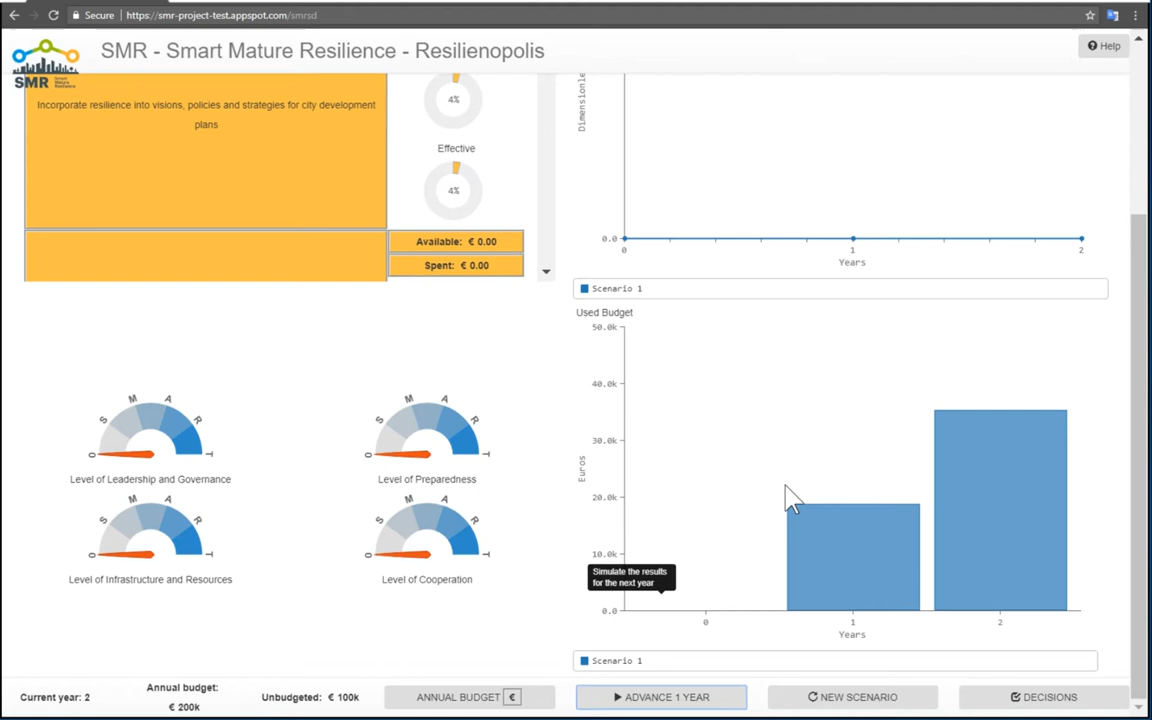 Secure
https://smr-project-test.appspot.com/smrsd
SMR
Smart
Mature
Resilience
SMR - Smart Mature Resilience - Resilienopolis
Help
Incorporate resilience into visions, policies and strategies for city development
plans
4%
Effective
4%
Available: € 0.00
Spent: € 0.00
Dimensionle
0.0
0
1
2
Years
Scenario 1
Used Budget
50.0k
40.0k
30.0k
20.0k
10.0k
0.0
Euros
0
1
2
Years
Scenario 1
Simulate the results
for the next year
O S M A R T
Level of Leadership and Governance
O S M A R T
Level of Preparedness
O S M A R T
Level of Infrastructure and Resources
O S M A R T
Level of Cooperation
Current year: 2
Annual budget:
€ 200k
Unbudgeted: € 100k
ANNUAL BUDGET €
ADVANCE 1 YEAR
NEW SCENARIO
DECISIONS